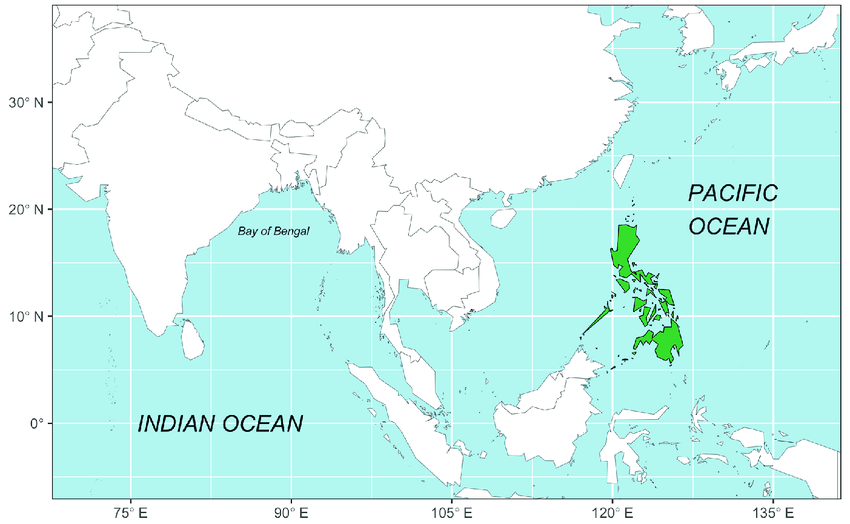 30° N
20° N
10° N
0°
PACIFIC
OCEAN
Bay of Bengal
INDIAN OCEAN
75° E
90° E
105° E
120° E
135° E